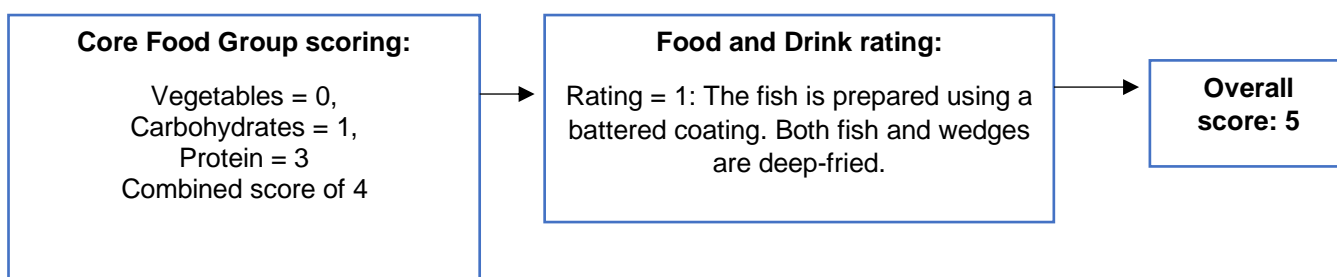 Core Food Group scoring:
Vegetables = 0,
Carbohydrates = 1,
Protein = 3
Combined score of 4
Food and Drink rating:
Rating = 1: The fish is prepared using a
battered coating. Both fish and wedges
are deep-fried.
Overall
score: 5